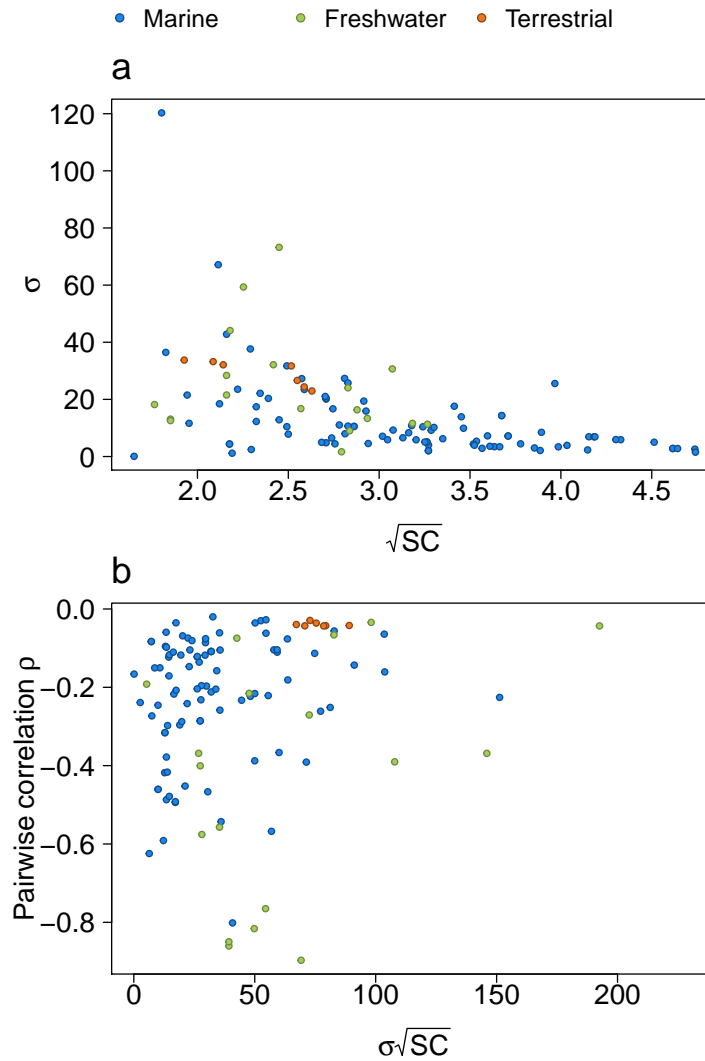 Marine Freshwater Terrestrial
a
120
100
80
60
40
20
0
σ
2.0 2.5 3.0 3.5 4.0 4.5
√SC
b
0.0
−0.2
−0.4
−0.6
−0.8
Pairwise correlation ρ
0 50 100 150 200
σ√SC